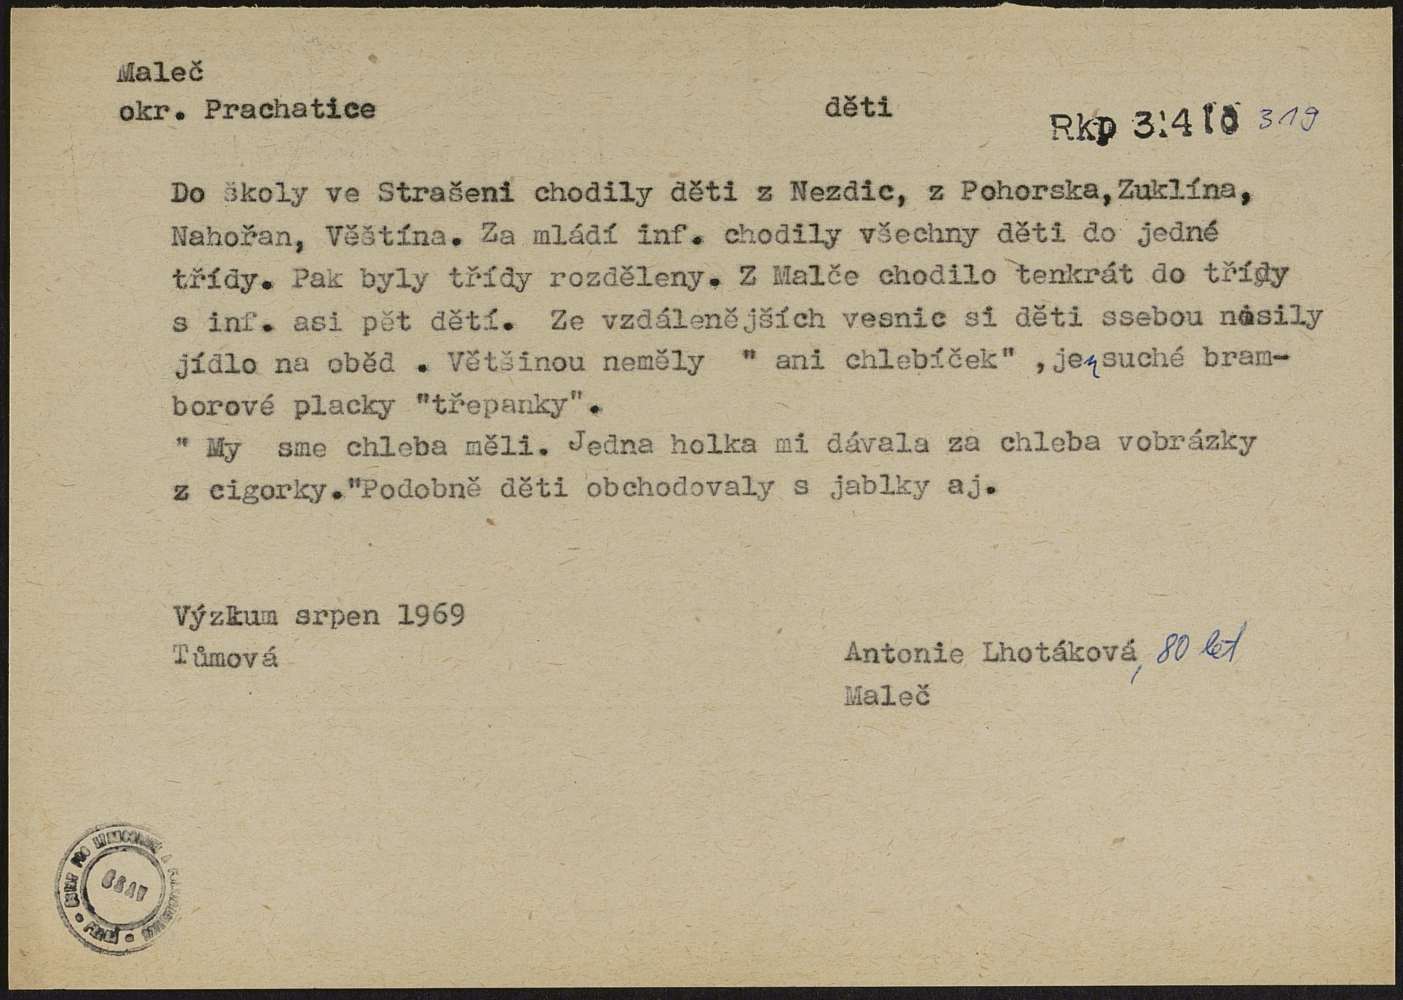 Maleč
okr. Prachatice
děti
Rkp 3410 319
Do školy ve Strašeni chodily děti z Nezdic, z Pohorska,Zuklína,
Nahořan, Věštína. Za mládí inf. chodily všechny děti do jedné
třídy. Pak byly třídy rozděleny. Z Malče chodilo tenkrát do třídy
s inf. asi pět dětí. Ze vzdálenějších vesnic si děti ssebou nosily
jídlo na oběd . Většinou neměly " ani chlebíček" ,jen suché bram-
borové placky "třepanky".
" My sme chleba měli. Jedna holka mi dávala za chleba vobrázky
z cigorky."Podobně děti obchodovaly s jablky aj.
Výzkum srpen 1969
Tůmová
Antonie Lhotáková, 80 let
Maleč